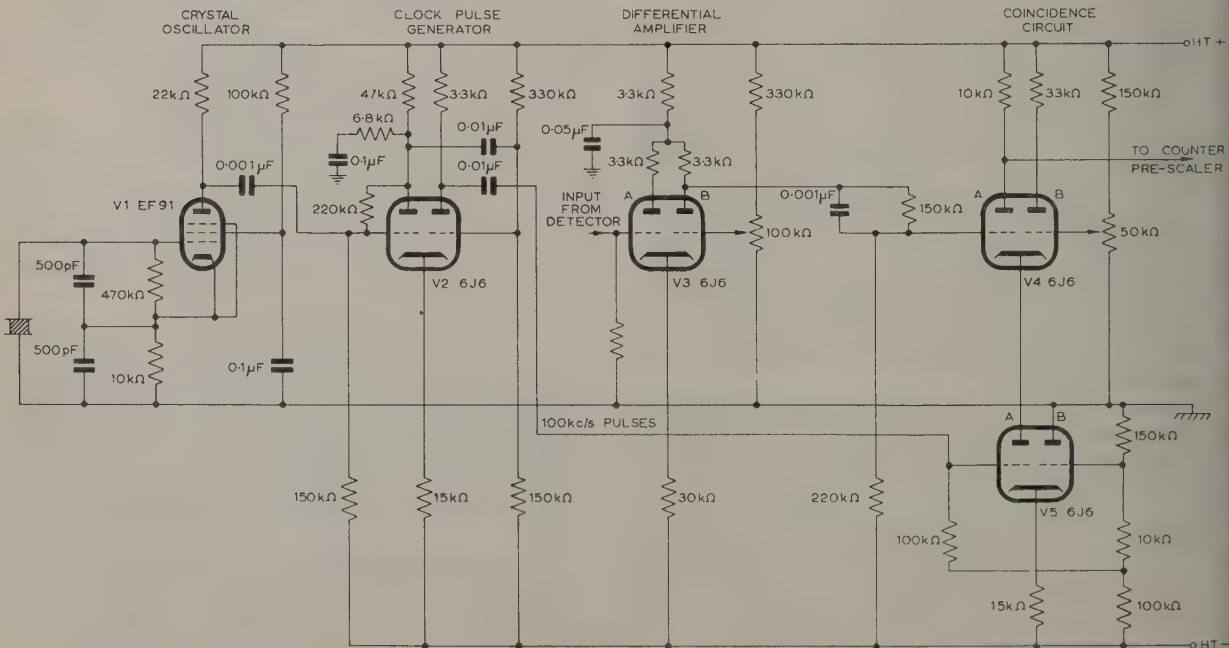 CRYSTAL
OSCILLATOR
CLOCK PULSE
GENERATOR
DIFFERENTIAL
AMPLIFIER
COINCIDENCE
CIRCUIT
HT+
22kΩ
100kΩ
47kΩ
3·3kΩ
330kΩ
3·3kΩ
330kΩ
10kΩ
33kΩ
150kΩ
6·8kΩ
0·01µF
0·1µF
0·01µF
0·05µF
3·3kΩ
3·3kΩ
TO COUNTER
PRE-SCALER
0·001µF
220kΩ
A
B
INPUT
FROM
DETECTOR
100kΩ
0·001µF
150kΩ
A
B
50kΩ
V1 EF91
V2 6J6
V3 6J6
V4 6J6
500pF
470kΩ
500pF
10kΩ
0·1µF
100kc/s PULSES
A
B
150kΩ
V5 6J6
150kΩ
15kΩ
150kΩ
30kΩ
220kΩ
100kΩ
10kΩ
15kΩ
100kΩ
HT-